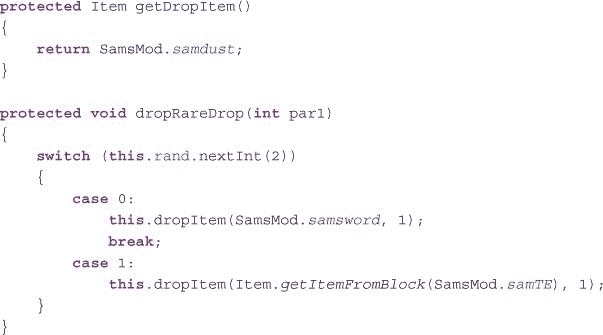 protected Item getDropItem()
{
    return SamsMod.samdust;
}

protected void dropRareDrop(int par1)
{
    switch (this.rand.nextInt(2))
    {
        case 0:
            this.dropItem(SamsMod.samsword, 1);
            break;
        case 1:
            this.dropItem(Item.getItemFromBlock(SamsMod.samTE), 1);
    }
}